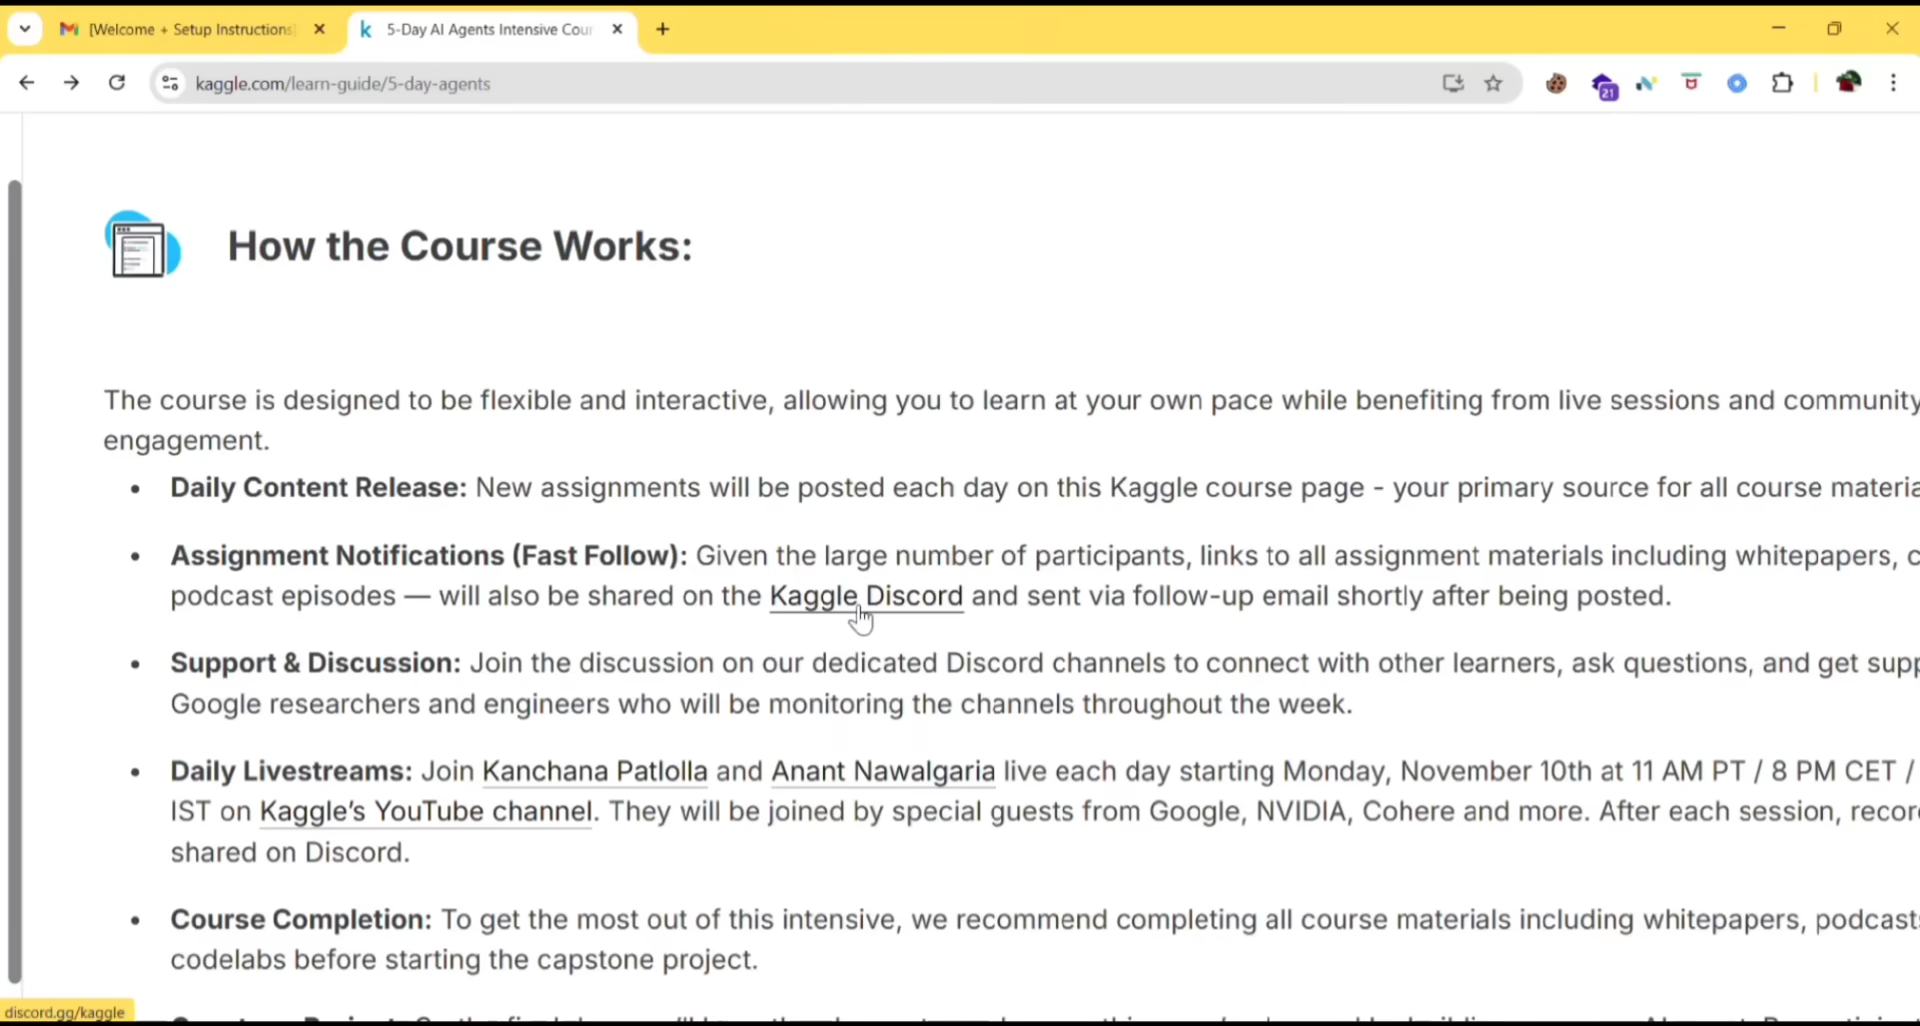 [Welcome + Setup Instructions]
5-Day AI Agents Intensive Cour
kaggle.com/learn-guide/5-day-agents
21
How the Course Works:
The course is designed to be flexible and interactive, allowing you to learn at your own pace while benefiting from live sessions and community
engagement.
• Daily Content Release: New assignments will be posted each day on this Kaggle course page - your primary source for all course materia
• Assignment Notifications (Fast Follow): Given the large number of participants, links to all assignment materials including whitepapers, c
podcast episodes — will also be shared on the Kaggle Discord and sent via follow-up email shortly after being posted.
• Support & Discussion: Join the discussion on our dedicated Discord channels to connect with other learners, ask questions, and get supp
Google researchers and engineers who will be monitoring the channels throughout the week.
• Daily Livestreams: Join Kanchana Patlolla and Anant Nawalgaria live each day starting Monday, November 10th at 11 AM PT / 8 PM CET /
IST on Kaggle's YouTube channel. They will be joined by special guests from Google, NVIDIA, Cohere and more. After each session, recor
shared on Discord.
• Course Completion: To get the most out of this intensive, we recommend completing all course materials including whitepapers, podcasts
codelabs before starting the capstone project.
discord.gg/kaggle